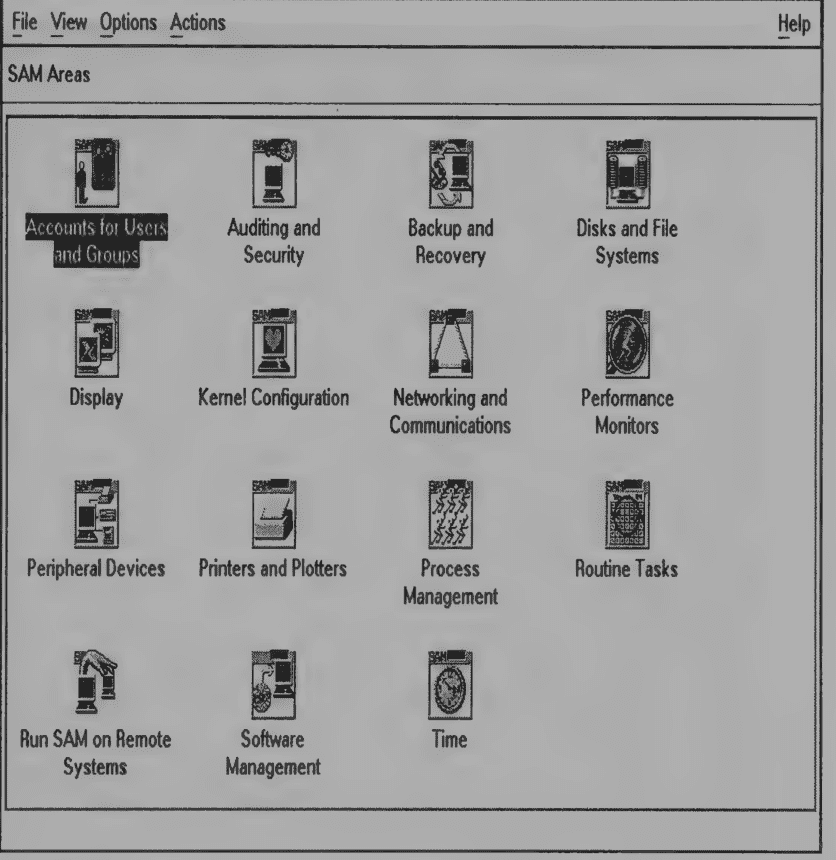 File View Options Actions Help
SAM Areas
Accounts for Users
and Groups
Auditing and
Security
Backup and
Recovery
Disks and File
Systems
Display
Kernel Configuration
Networking and
Communications
Performance
Monitors
Peripheral Devices
Printers and Plotters
Process
Management
Routine Tasks
Run SAM on Remote
Systems
Software
Management
Time